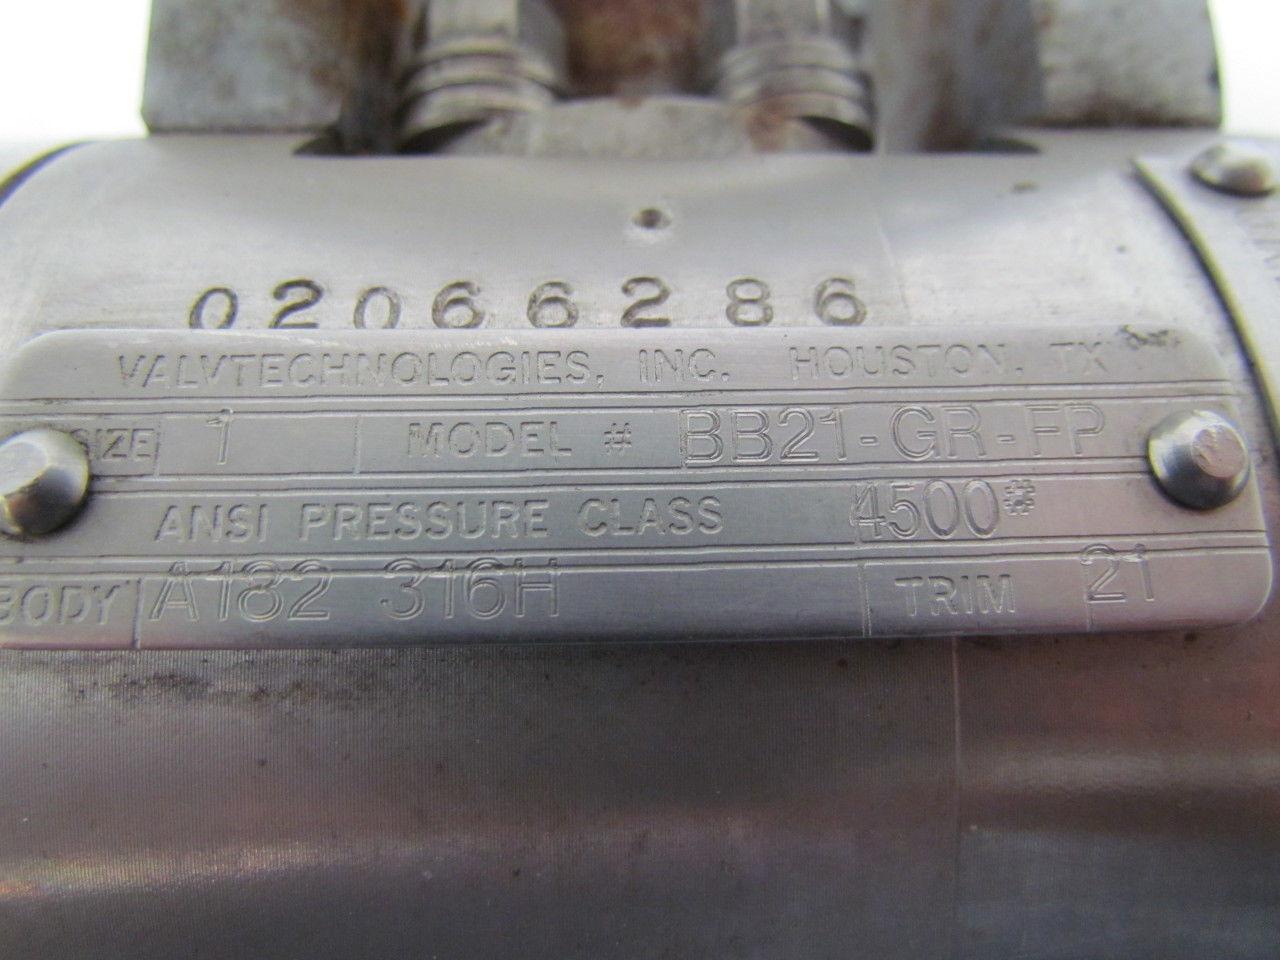 02066286
VALVTECHNOLOGIES, INC. HOUSTON, TX
SIZE 1 MODEL # BB21-GR-FP
ANSI PRESSURE CLASS 4500#
BODY A182 316H TRIM 21